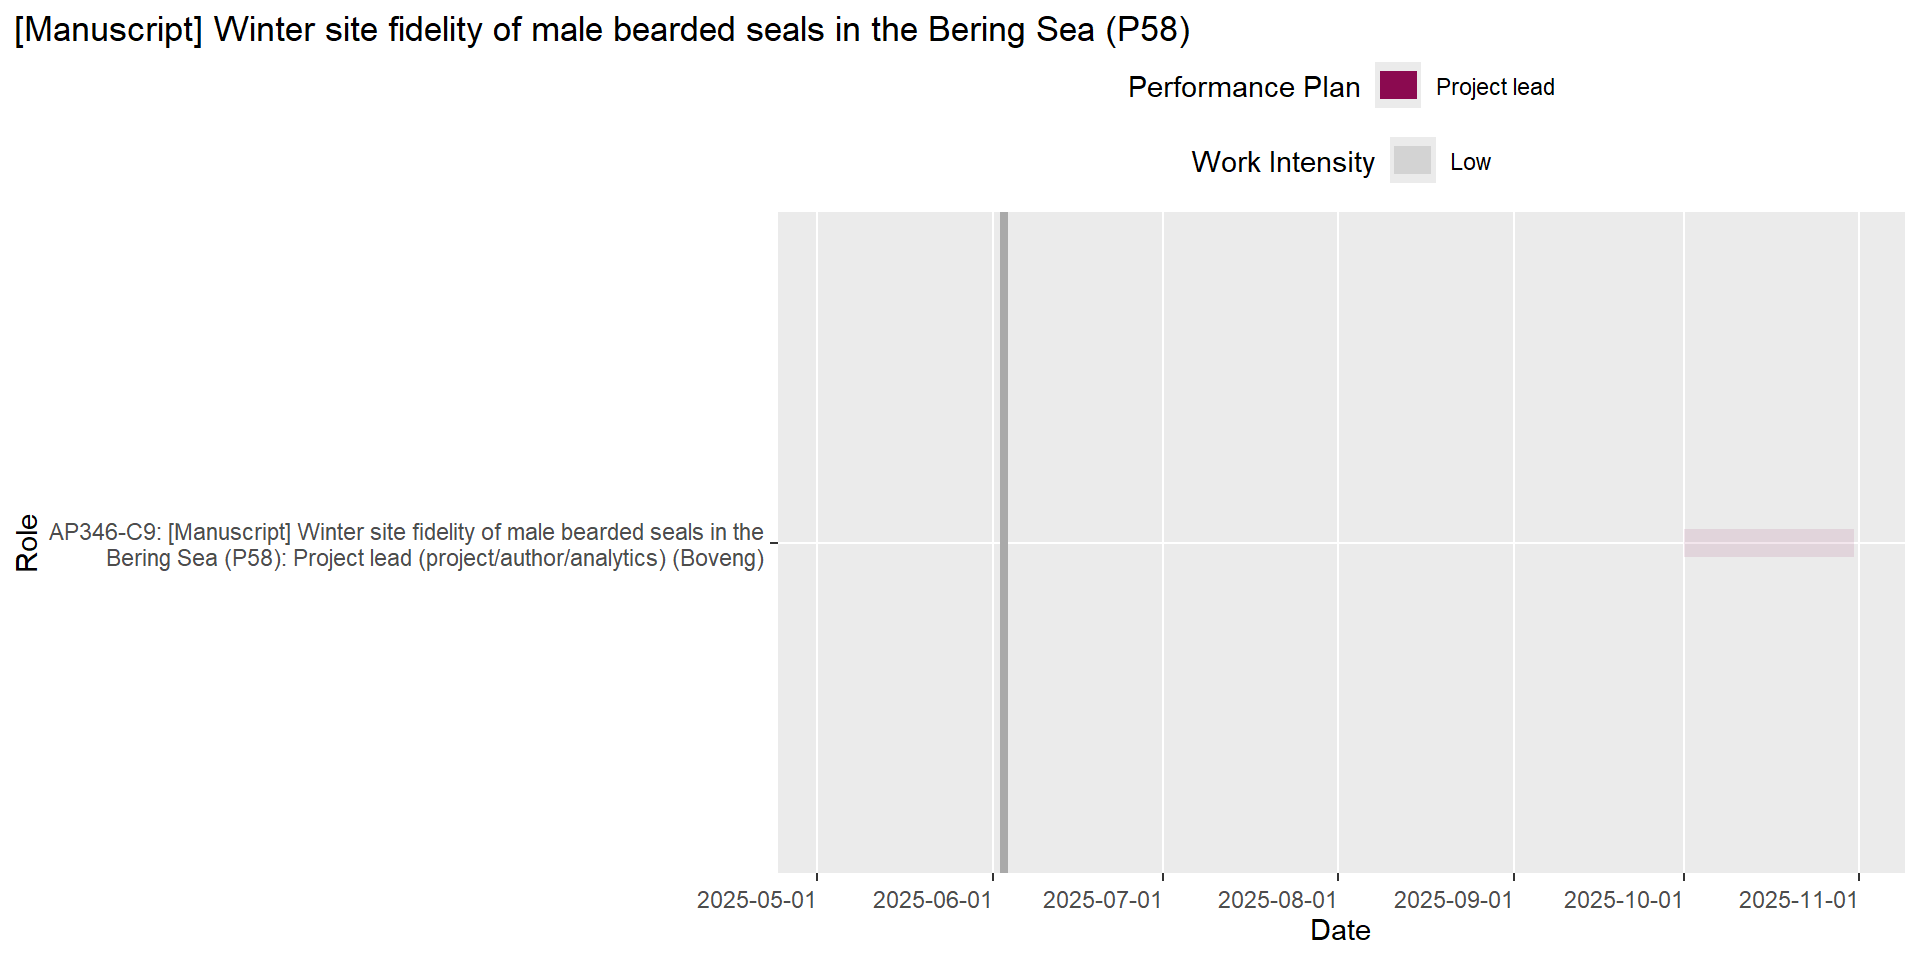 [Manuscript] Winter site fidelity of male bearded seals in the Bering Sea (P58)
Performance Plan
Project lead
Work Intensity
Low
Role
AP346-C9: [Manuscript] Winter site fidelity of male bearded seals in the
Bering Sea (P58): Project lead (project/author/analytics) (Boveng)
2025-05-01
2025-06-01
2025-07-01
2025-08-01
2025-09-01
2025-10-01
2025-11-01
Date